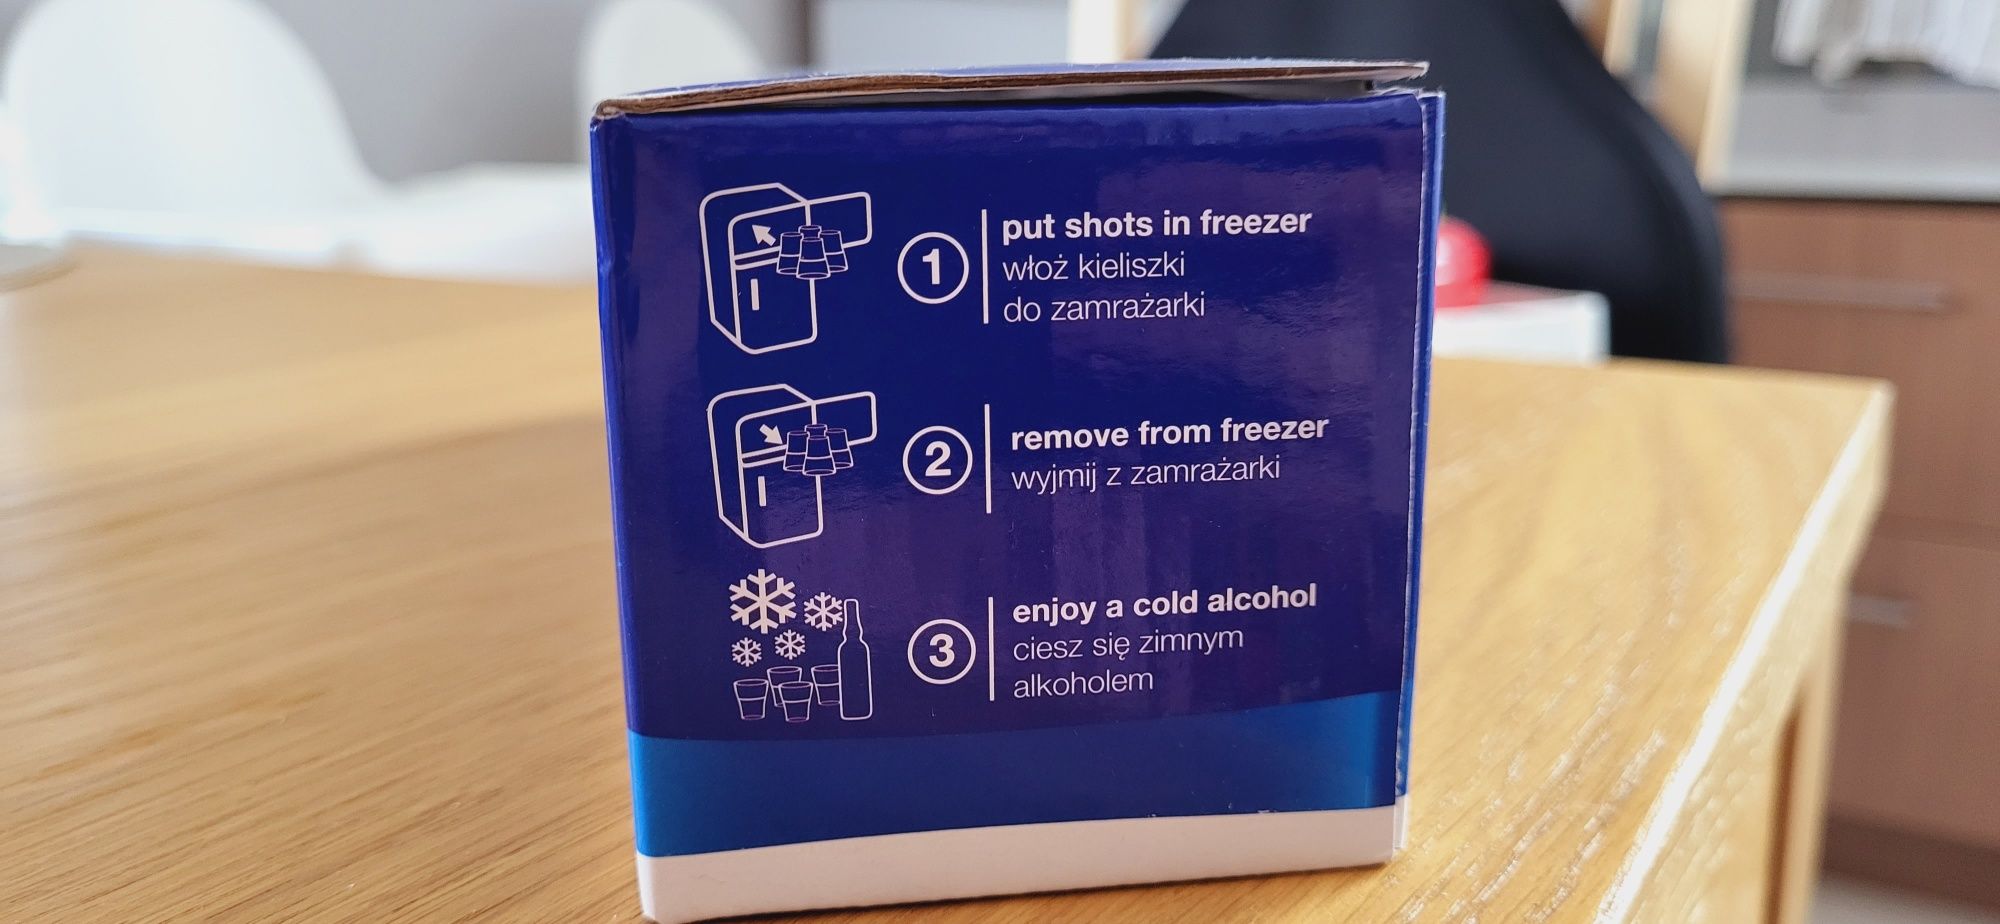 1
put shots in freezer
włoż kieliszki
do zamrażarki
2
remove from freezer
wyjmij z zamrażarki
3
enjoy a cold alcohol
ciesz się zimnym
alkoholem